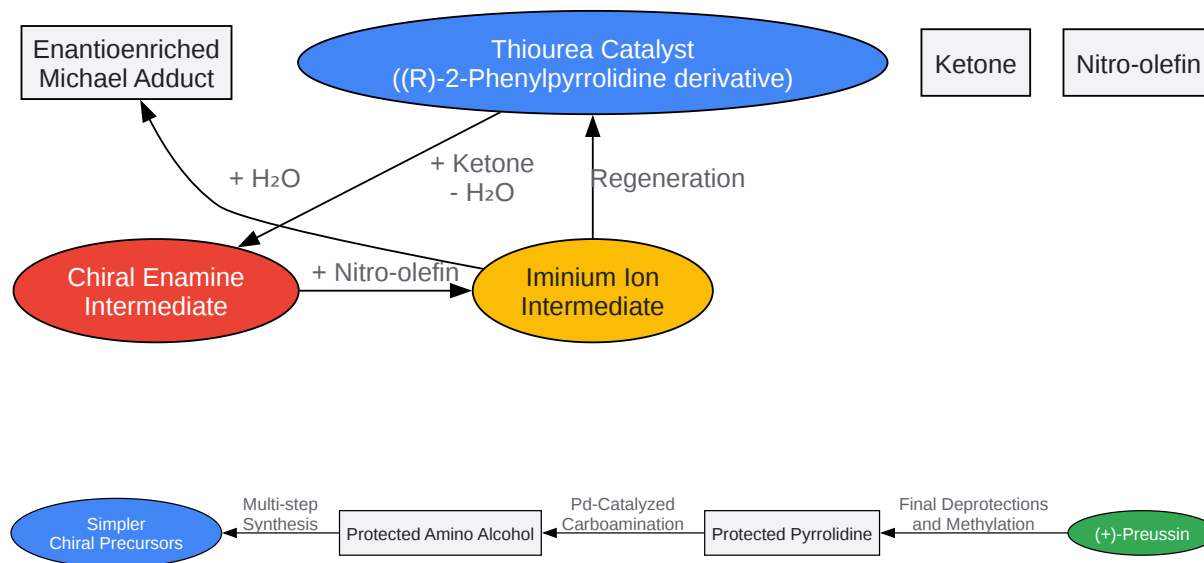 Enantioenriched
Michael Adduct
Thiourea Catalyst
((R)-2-Phenylpyrrolidine derivative)
Ketone
Nitro-olefin
+ H₂O
+ Ketone
- H₂O
Regeneration
Chiral Enamine
Intermediate
+ Nitro-olefin
Iminium Ion
Intermediate
Simpler
Chiral Precursors
Multi-step
Synthesis
Protected Amino Alcohol
Pd-Catalyzed
Carboamination
Protected Pyrrolidine
Final Deprotections
and Methylation
(+)-Preussin